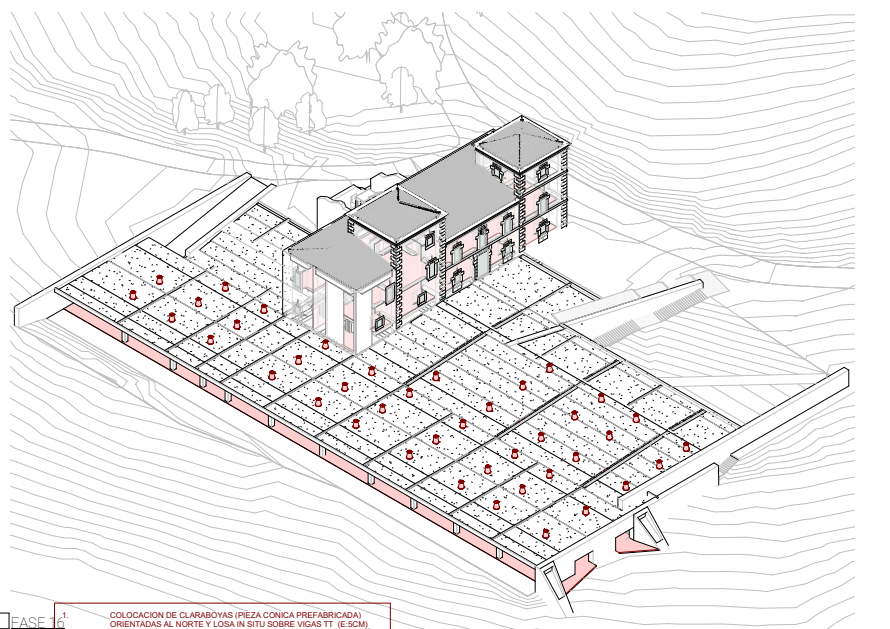 FASE 16
1. COLOCACION DE CLARABOYAS (PIEZA CONICA PREFABRICADA)
ORIENTADAS AL NORTE Y LOSA IN SITU SOBRE VIGAS TT (E:5CM)